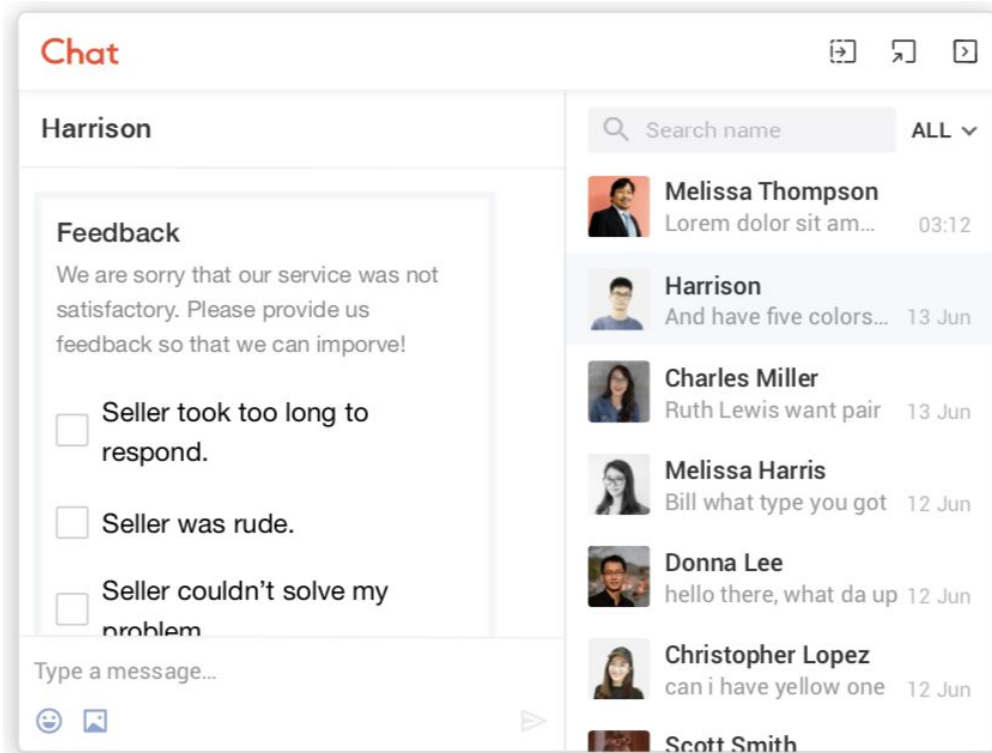 Chat
Harrison
Feedback
We are sorry that our service was not
satisfactory. Please provide us
feedback so that we can imporve!
Seller took too long to
respond.
Seller was rude.
Seller couldn’t solve my
problem
Type a message...
Search name
ALL
Melissa Thompson
Lorem dolor sit am...
03:12
Harrison
And have five colors...
13 Jun
Charles Miller
Ruth Lewis want pair
13 Jun
Melissa Harris
Bill what type you got
12 Jun
Donna Lee
hello there, what da up
12 Jun
Christopher Lopez
can i have yellow one
12 Jun
Scott Smith